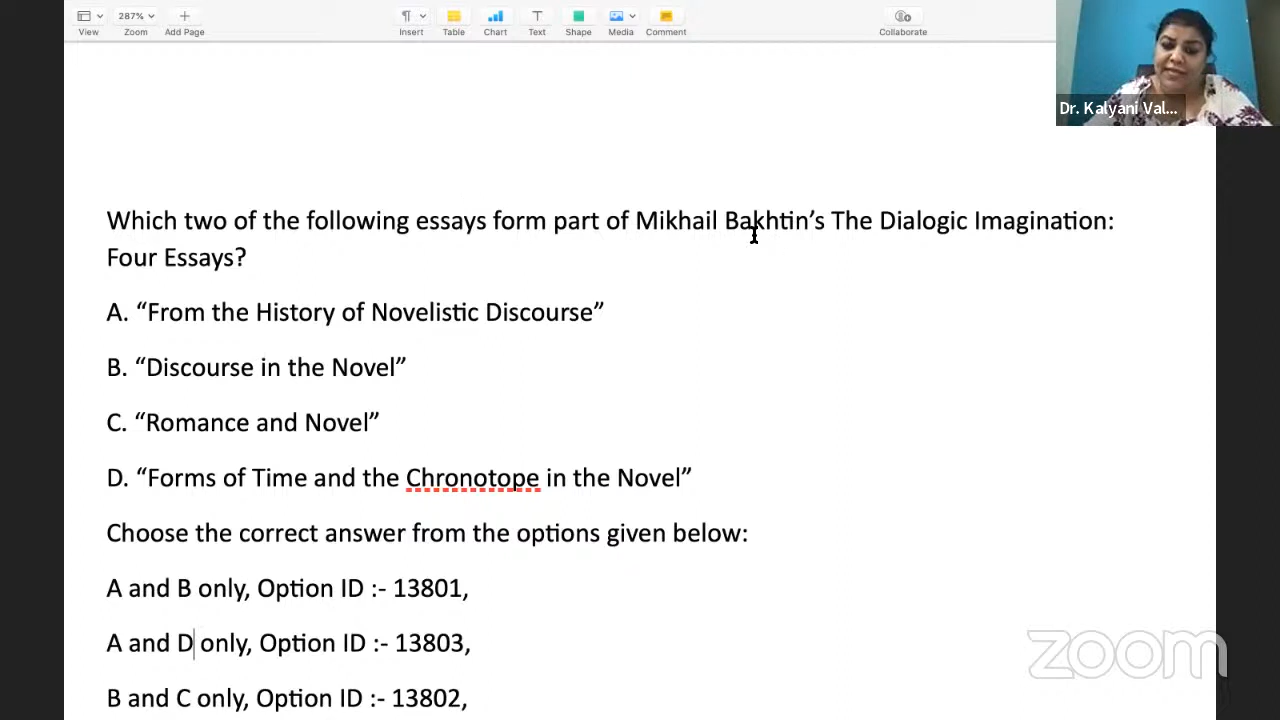 287%
View
Zoom
Add Page
Insert
Table
Chart
Text
Shape
Media
Comment
Collaborate
Dr. Kalyani Val...
Which two of the following essays form part of Mikhail Bakhtin’s The Dialogic Imagination:
Four Essays?
A. “From the History of Novelistic Discourse”
B. “Discourse in the Novel”
C. “Romance and Novel”
D. “Forms of Time and the Chronotope in the Novel”
Choose the correct answer from the options given below:
A and B only, Option ID :- 13801,
A and D only, Option ID :- 13803,
B and C only, Option ID :- 13802,
zoom